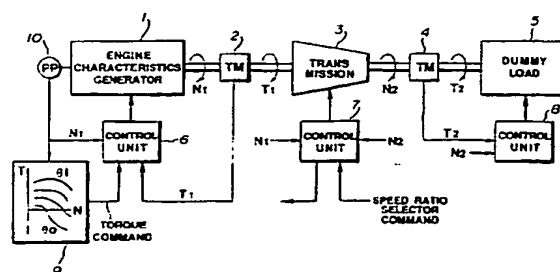 1
2
3
4
5
10
PP
ENGINE
CHARACTERISTICS
GENERATOR
N1
TM
T1
TRANS
MISSION
N2
TM
T2
DUMMY
LOAD
N1
CONTROL
UNIT
6
7
N1
CONTROL
UNIT
N2
T2
N2
CONTROL
UNIT
8
T
θ1
N
θ0
T1
TORQUE
COMMAND
SPEED RATIO
SELECTOR
COMMAND
9